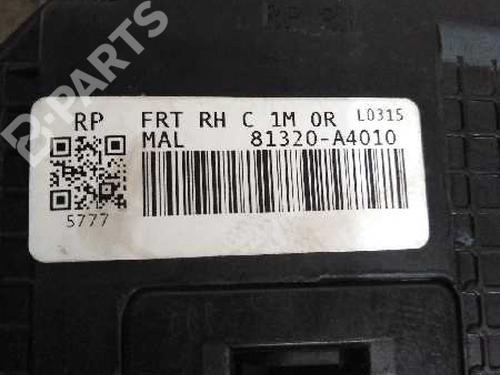 B-PARTS
RP FRT RH C 1M 0R L0315
MAL 81320-A4010
5777